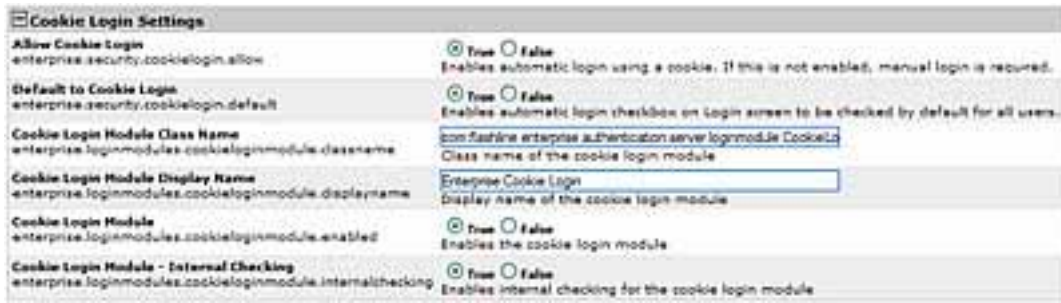 Cookie Login Settings
Allow Cookie Login
enterprise.security.cookielogin.allow
True False
Enables automatic login using a cookie. If this is not enabled, manual login is required.
Default to Cookie Login
enterprise.security.cookielogin.default
True False
Enables automatic login checkbox on Login screen to be checked by default for all users.
Cookie Login Module Class Name
enterprise.loginmodules.cookieloginmodule.classname
com.flashline.enterprise.authentication.server.loginmodule.CookieLo
Class name of the cookie login module
Cookie Login Module Display Name
enterprise.loginmodules.cookieloginmodule.displayname
Enterprise Cookie Login
Display name of the cookie login module
Cookie Login Module
enterprise.loginmodules.cookieloginmodule.enabled
True False
Enables the cookie login module
Cookie Login Module - Internal Checking
enterprise.loginmodules.cookieloginmodule.internalchecking
True False
Enables internal checking for the cookie login module